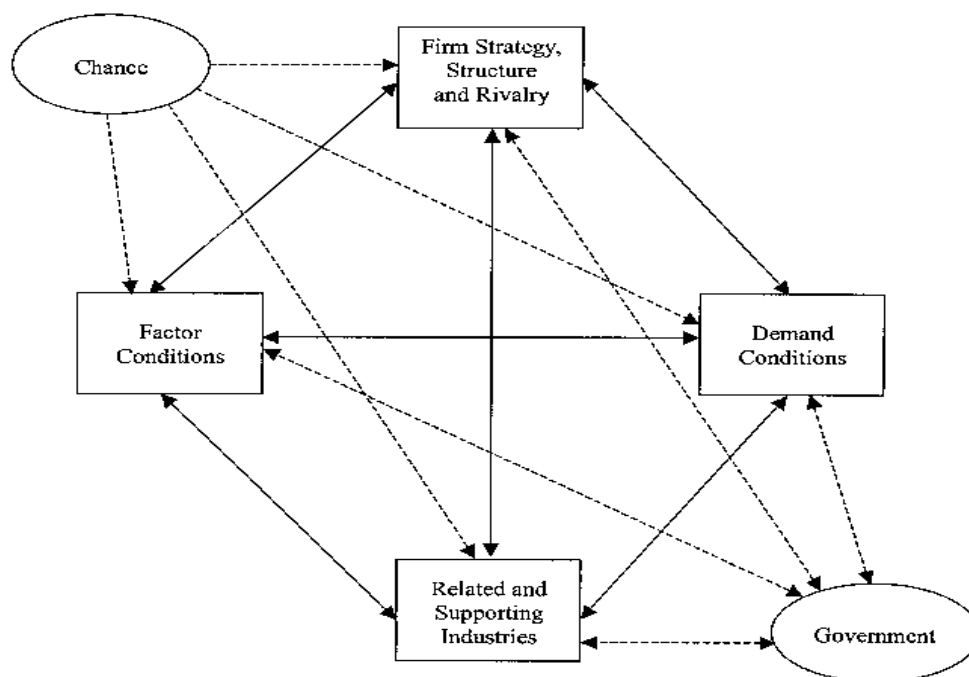 Chance
Firm Strategy,
Structure
and Rivalry
Factor
Conditions
Demand
Conditions
Related and
Supporting
Industries
Government